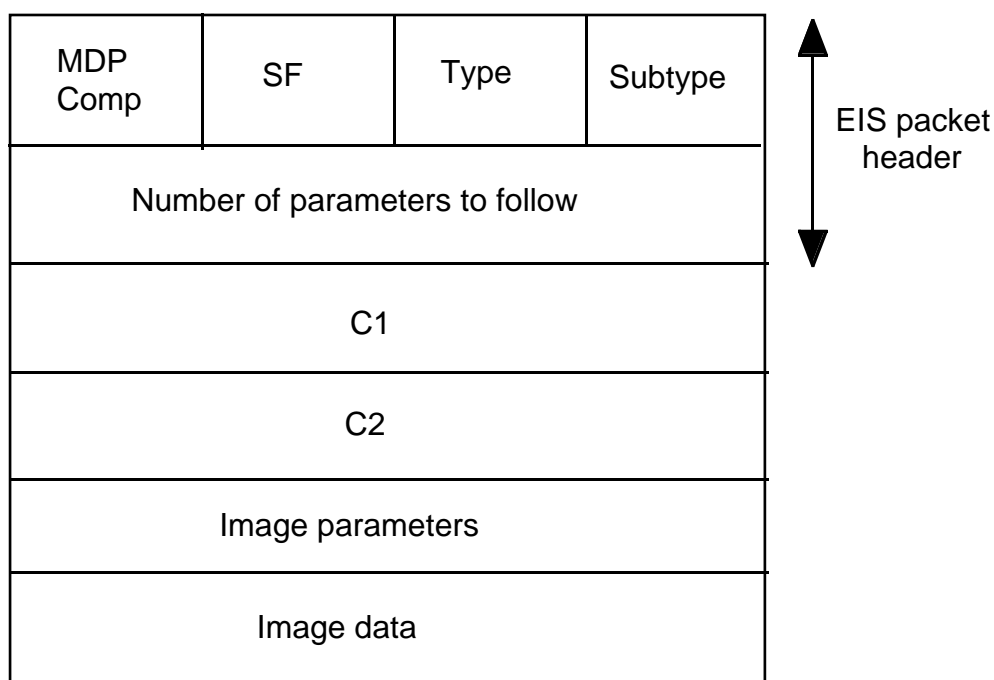 MDP
Comp
SF
Type
Subtype
EIS packet
header
Number of parameters to follow
C1
C2
Image parameters
Image data